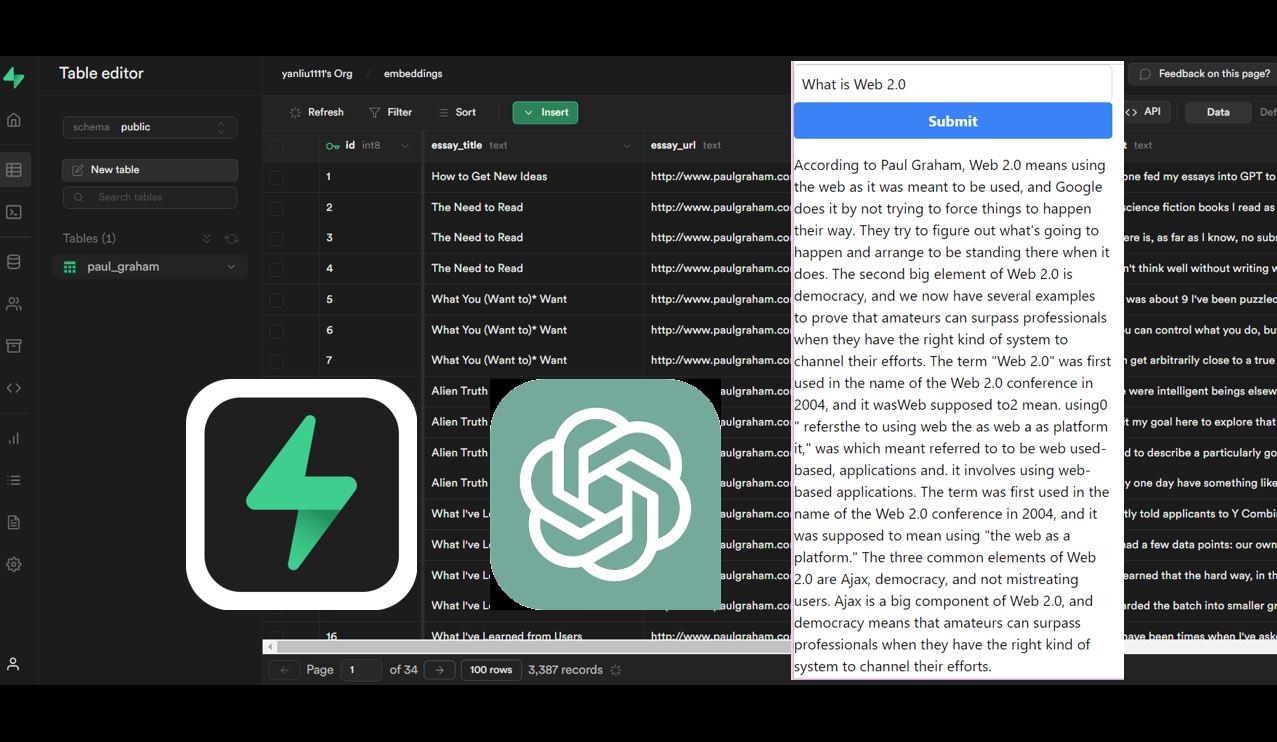 Table editor
yanliu1111's Org / embeddings
Feedback on this page?
Refresh Filter Sort Insert
API Data
schema public
New table
Search tables
Tables (1)
paul_graham
id int8 essay_title text essay_url text
text
1 How to Get New Ideas http://www.paulgraham.co
one fed my essays into GPT to
2 The Need to Read http://www.paulgraham.co
science fiction books I read as
3 The Need to Read http://www.paulgraham.co
ere is, as far as I know, no subs
4 The Need to Read http://www.paulgraham.co
n't think well without writing w
5 What You (Want to)* Want http://www.paulgraham.co
was about 9 I've been puzzled
6 What You (Want to)* Want http://www.paulgraham.co
u can control what you do, but
7 What You (Want to)* Want http://www.paulgraham.co
get arbitrarily close to a true
Alien Truth aulgraham.co
were intelligent beings elsew
Alien Truth aulgraham.co
it my goal here to explore that
Alien Truth aulgraham.co
d to describe a particularly go
Alien Truth aulgraham.co
y one day have something like
What I've Le aulgraham.co
tly told applicants to Y Combi
What I've Le aulgraham.co
had a few data points: our own
What I've L aulgraham.co
earned that the hard way, in th
What I've L aulgraham.co
arded the batch into smaller gr
16 What I've Learned from Users http://www.paulgraham.co
have been times when I've aske
Page 1 of 34 100 rows 3,387 records
What is Web 2.0
Submit
According to Paul Graham, Web 2.0 means using
the web as it was meant to be used, and Google
does it by not trying to force things to happen
their way. They try to figure out what's going to
happen and arrange to be standing there when it
does. The second big element of Web 2.0 is
democracy, and we now have several examples
to prove that amateurs can surpass professionals
when they have the right kind of system to
channel their efforts. The term "Web 2.0" was first
used in the name of the Web 2.0 conference in
2004, and it wasWeb supposed to2 mean. using0
" refersthe to using web the as web a as platform
it," was which meant referred to to be web used-
based, applications and. it involves using web-
based applications. The term was first used in the
name of the Web 2.0 conference in 2004, and it
was supposed to mean using "the web as a
platform." The three common elements of Web
2.0 are Ajax, democracy, and not mistreating
users. Ajax is a big component of Web 2.0, and
democracy means that amateurs can surpass
professionals when they have the right kind of
system to channel their efforts.